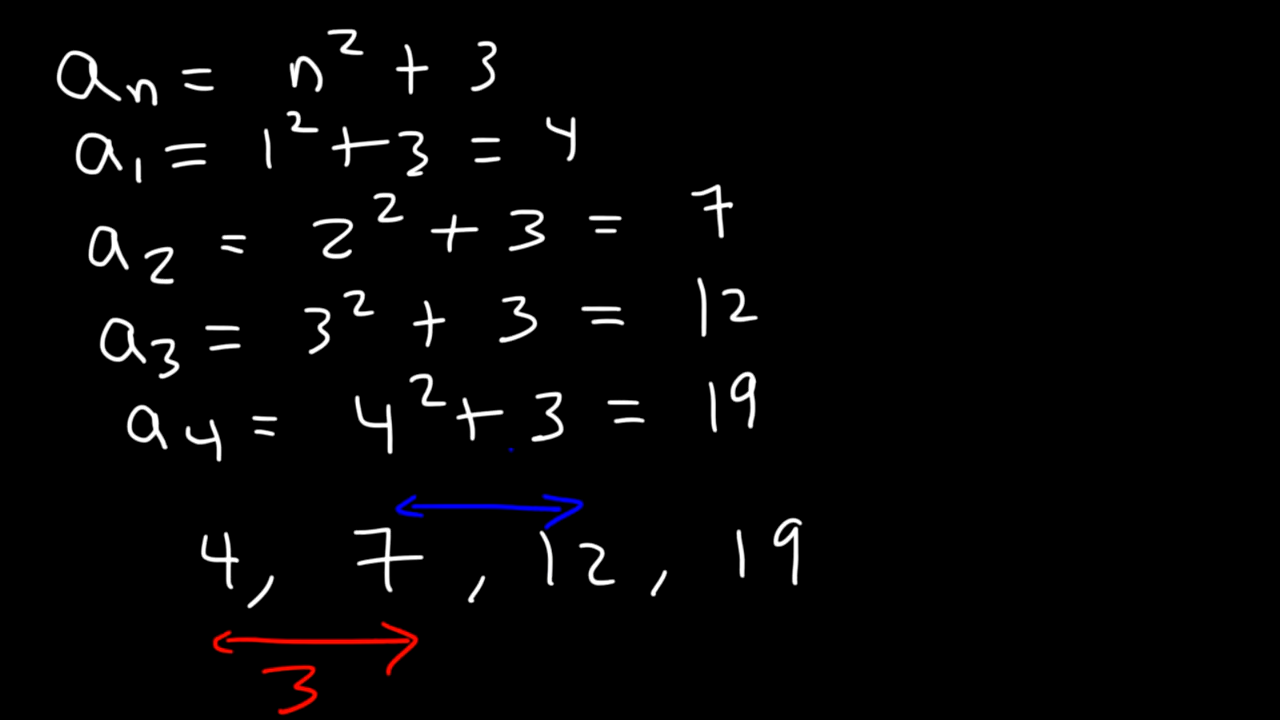 aₙ = n² + 3
a₁ = 1² + 3 = 4
a₂ = 2² + 3 = 7
a₃ = 3² + 3 = 12
a₄ = 4² + 3 = 19
4, 7, 12, 19
3